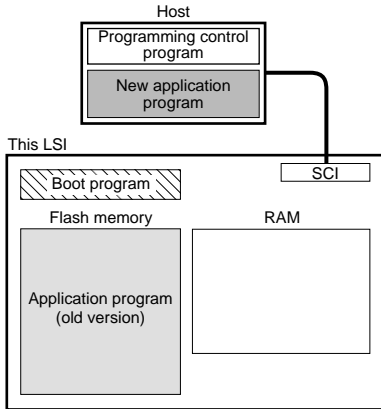 Host
Programming control
program
New application
program
This LSI
SCI
Boot program
Flash memory
RAM
Application program
(old version)